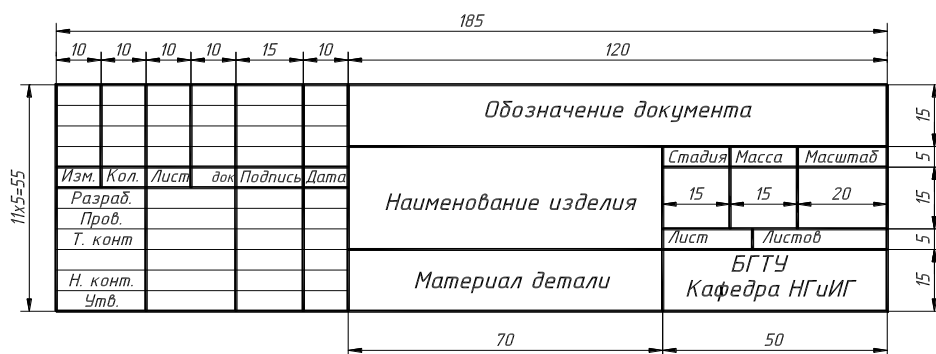 185
10 10 10 10 15 10 120
Обозначение документа
15
Стадия Масса Масштаб
5
Изм. Кол. Лист док Подпись Дата
11x5=55
Разраб.
Наименование изделия
15 15 20
15
Пров.
Т. конт
Лист Листов
5
Н. конт.
Материал детали
БГТУ
Кафедра НГиИГ
15
Утв.
70 50